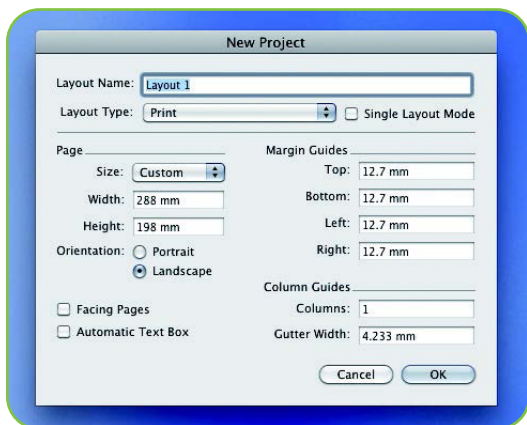 New Project
Layout Name: Layout 1
Layout Type: Print Single Layout Mode
Page
Size: Custom
Width: 288 mm
Height: 198 mm
Orientation: Portrait
Landscape
Facing Pages
Automatic Text Box
Margin Guides
Top: 12.7 mm
Bottom: 12.7 mm
Left: 12.7 mm
Right: 12.7 mm
Column Guides
Columns: 1
Gutter Width: 4.233 mm
Cancel OK